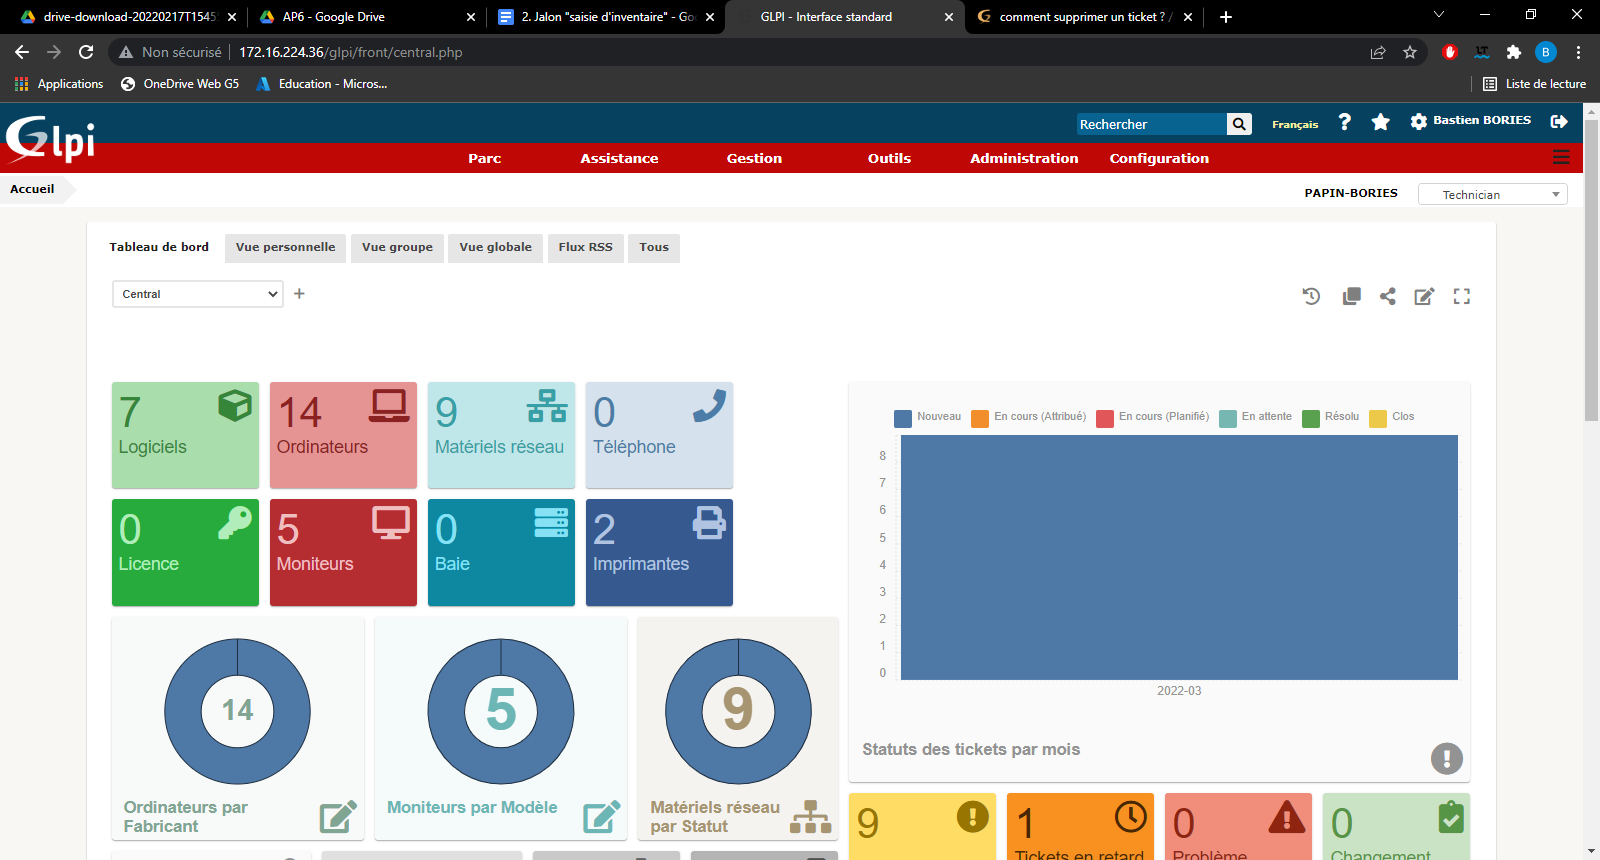 drive-download-20220217T1545
AP6 - Google Drive
2. Jalon "saisie d'inventaire" - Go
GLPI - Interface standard
comment supprimer un ticket ? /
Non sécurisé
172.16.224.36/glpi/front/central.php
B
Applications
OneDrive Web G5
Education - Micros...
Liste de lecture
Glpi
Rechercher
Français
?
Bastien BORIES
Parc
Assistance
Gestion
Outils
Administration
Configuration
Accueil
PAPIN-BORIES
Technician
Tableau de bord
Vue personnelle
Vue groupe
Vue globale
Flux RSS
Tous
Central
7
Logiciels
14
Ordinateurs
9
Matériels réseau
0
Téléphone
0
Licence
5
Moniteurs
0
Baie
2
Imprimantes
Nouveau
En cours (Attribué)
En cours (Planifié)
En attente
Résolu
Clos
8
7
6
5
4
3
2
1
0
2022-03
Statuts des tickets par mois
14
Ordinateurs par
Fabricant
5
Moniteurs par Modèle
9
Matériels réseau
par Statut
9
1
Tickets en retard
0
Problème
0
Changement